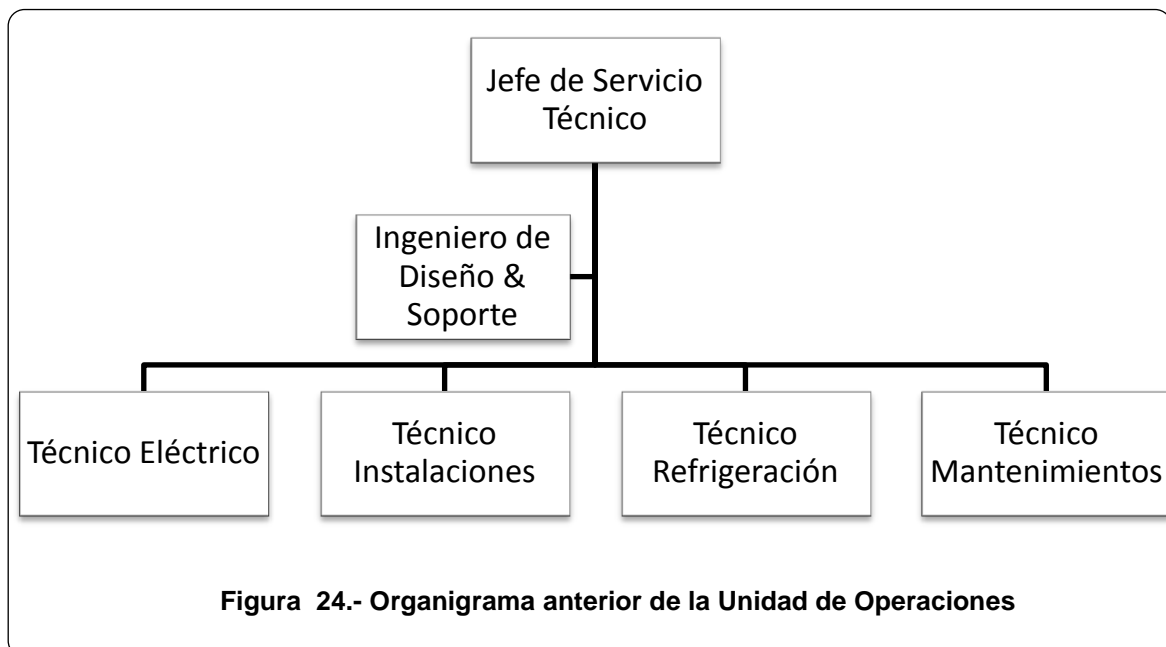 Jefe de Servicio
Técnico
Ingeniero de
Diseño &
Soporte
Técnico Eléctrico
Técnico
Instalaciones
Técnico
Refrigeración
Técnico
Mantenimientos
Figura 24.- Organigrama anterior de la Unidad de Operaciones